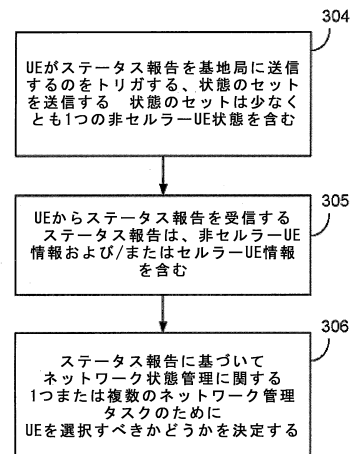 304
UEがステータス報告を基地局に送信
するのをトリガする、状態のセット
を送信する 状態のセットは少なく
とも1つの非セルラーUE状態を含む
305
UEからステータス報告を受信する
ステータス報告は、非セルラーUE
情報および/またはセルラーUE情報
を含む
306
ステータス報告に基づいて
ネットワーク状態管理に関する
1つまたは複数のネットワーク管理
タスクのために
UEを選択すべきかどうかを決定する